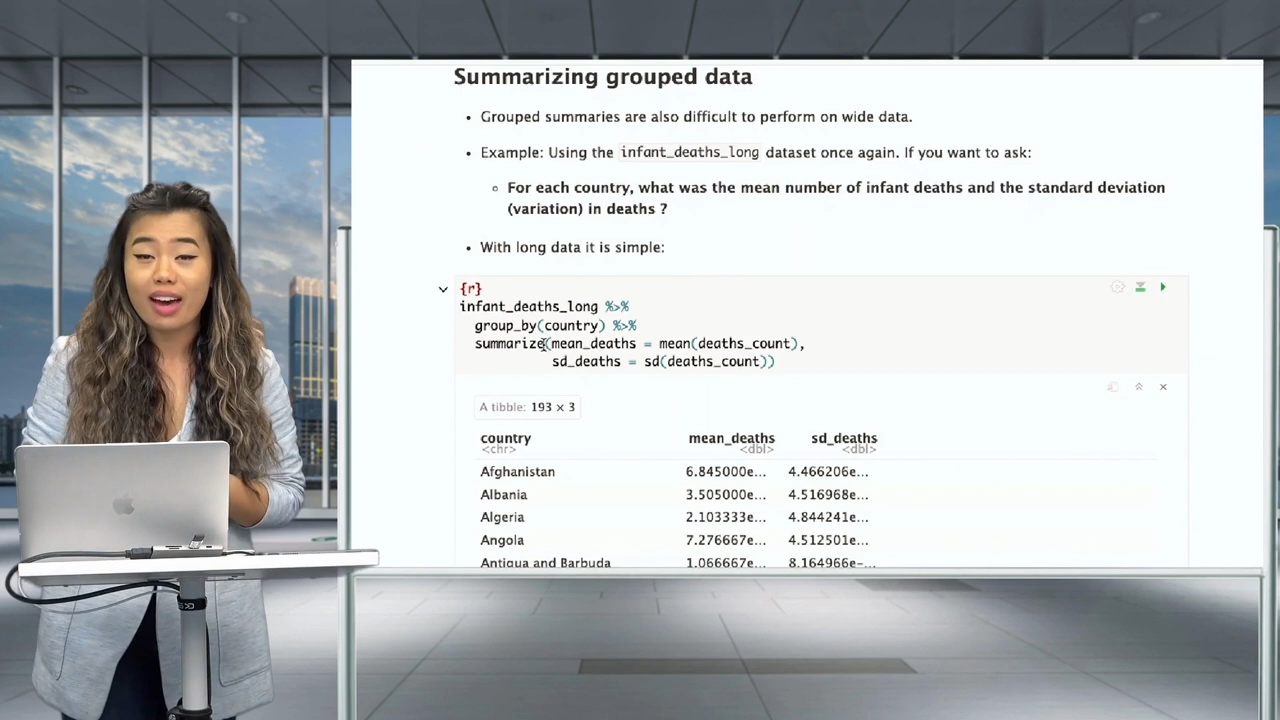 Summarizing grouped data
• Grouped summaries are also difficult to perform on wide data.
• Example: Using the infant_deaths_long dataset once again. If you want to ask:
◦ For each country, what was the mean number of infant deaths and the standard deviation
(variation) in deaths ?
• With long data it is simple:
{r}
infant_deaths_long %>%
group_by(country) %>%
summarize(mean_deaths = mean(deaths_count),
sd_deaths = sd(deaths_count))
A tibble: 193 × 3
country mean_deaths sd_deaths
<chr> <dbl> <dbl>
Afghanistan 6.845000e... 4.466206e...
Albania 3.505000e... 4.516968e...
Algeria 2.103333e... 4.844241e...
Angola 7.276667e... 4.512501e...
Antigua and Barbuda 1.066667e... 8.164966e-...